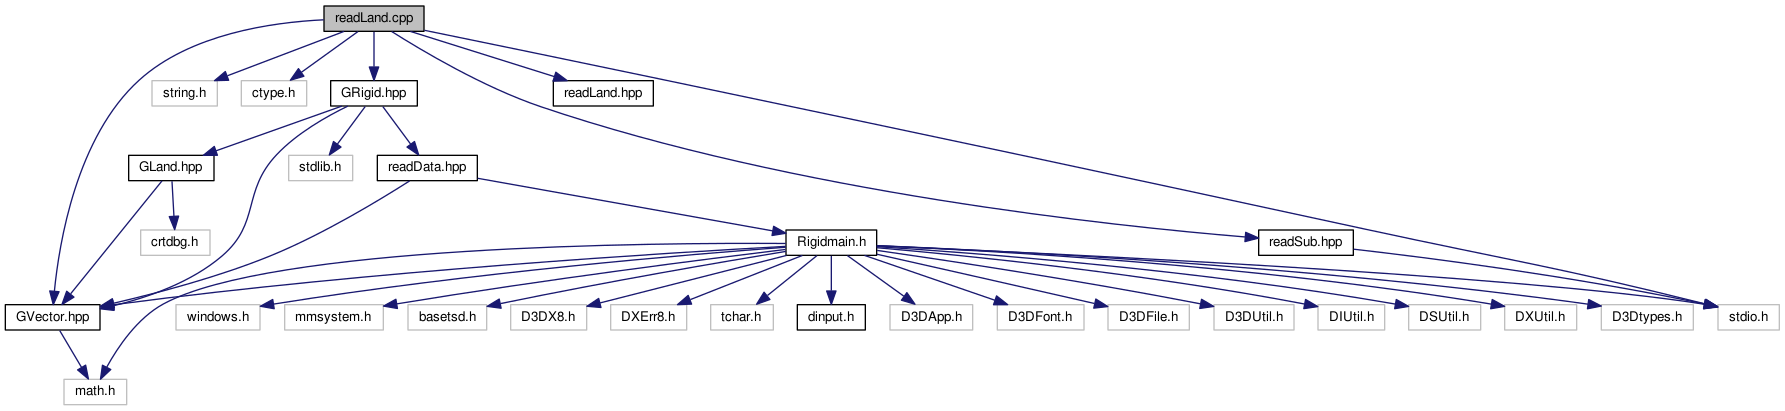 readLand.cpp
string.h
ctype.h
GRigid.hpp
readLand.hpp
GLand.hpp
stdlib.h
readData.hpp
crtdbg.h
Rigidmain.h
readSub.hpp
GVector.hpp
windows.h
mmsystem.h
basetsd.h
D3DX8.h
DXErr8.h
tchar.h
dinput.h
D3DApp.h
D3DFont.h
D3DFile.h
D3DUtil.h
DIUtil.h
DSUtil.h
DXUtil.h
D3Dtypes.h
stdio.h
math.h